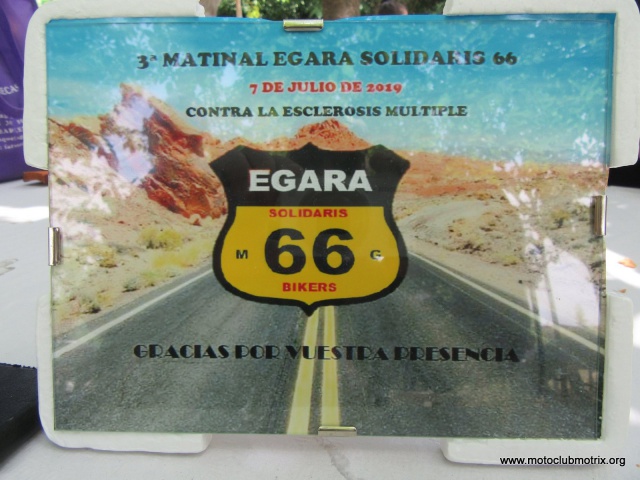 3ª MATINAL EGARA SOLIDARIS 66
7 DE JULIO DE 2019
CONTRA LA ESCLEROSIS MULTIPLE
EGARA
SOLIDARIS
M 66 G
BIKERS
GRACIAS POR VUESTRA PRESENCIA
www.motoclubmotrix.org